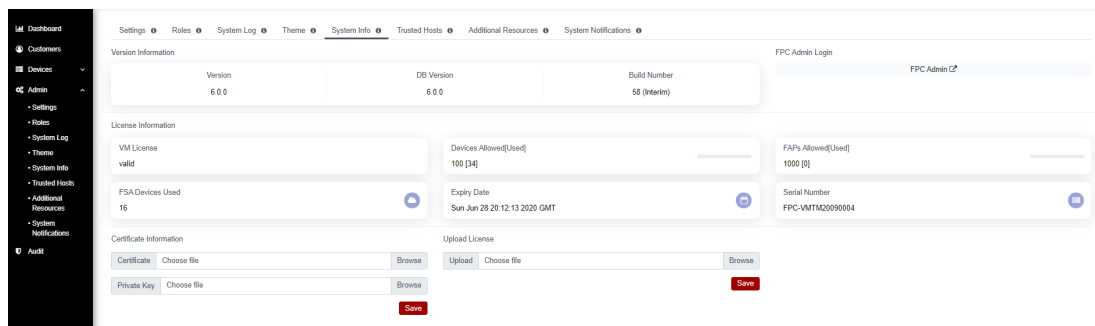 Dashboard
Customers
Devices
Admin
• Settings
• Roles
• System Log
• Theme
• System Info
• Trusted Hosts
• Additional
Resources
• System
Notifications
Audit
Settings Roles System Log Theme System Info Trusted Hosts Additional Resources System Notifications
Version Information
Version DB Version Build Number
6.0.0 6.0.0 58 (Interim)
FPC Admin Login
FPC Admin
License Information
VM License
valid
Devices Allowed[Used]
100 [34]
FAPs Allowed[Used]
1000 [0]
FSA Devices Used
16
Expiry Date
Sun Jun 28 20:12:13 2020 GMT
Serial Number
FPC-VMTM20090004
Certificate Information
Certificate Choose file Browse
Private Key Choose file Browse
Save
Upload License
Upload Choose file Browse
Save